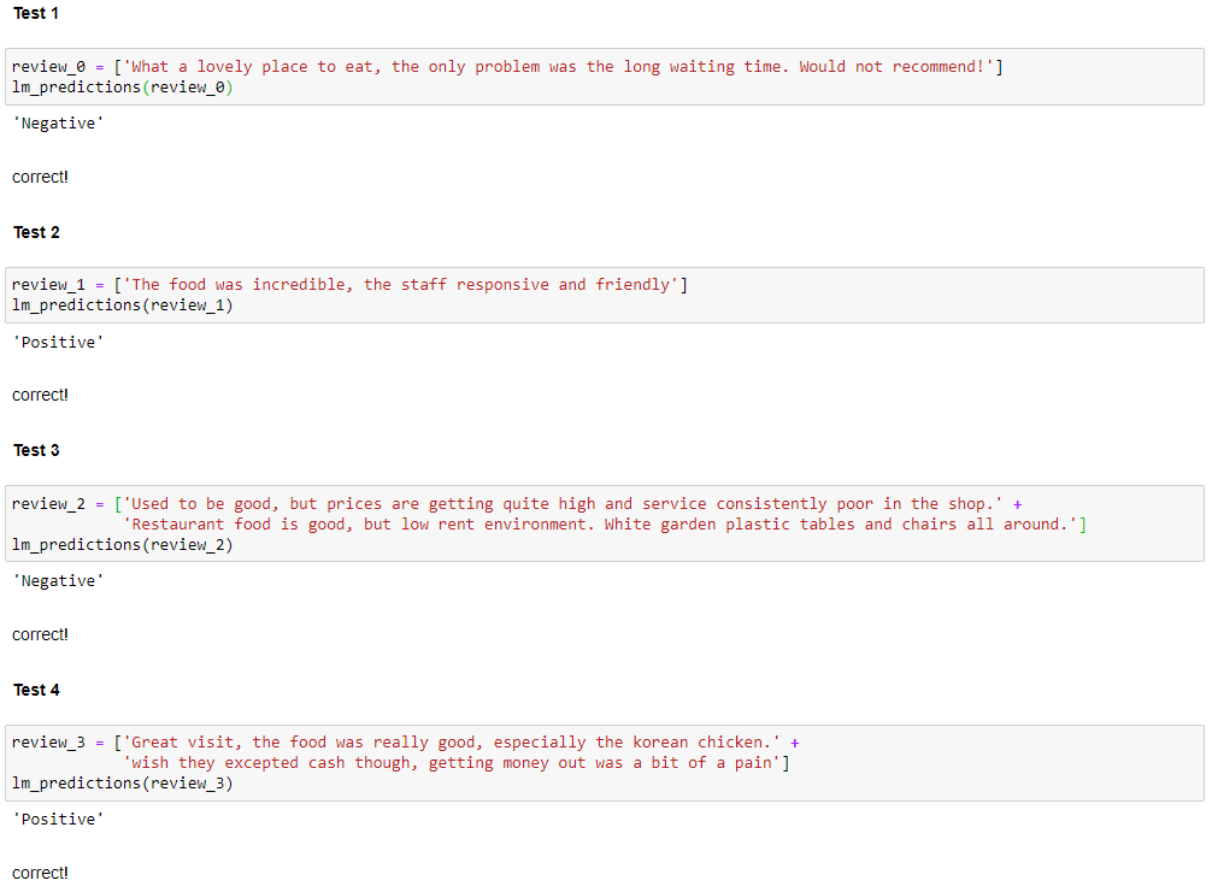 Test 1
review_0 = ['What a lovely place to eat, the only problem was the long waiting time. Would not recommend!']
lm_predictions(review_0)
'Negative'
correct!
Test 2
review_1 = ['The food was incredible, the staff responsive and friendly']
lm_predictions(review_1)
'Positive'
correct!
Test 3
review_2 = ['Used to be good, but prices are getting quite high and service consistently poor in the shop.' +
'Restaurant food is good, but low rent environment. White garden plastic tables and chairs all around.']
lm_predictions(review_2)
'Negative'
correct!
Test 4
review_3 = ['Great visit, the food was really good, especially the korean chicken.' +
'wish they excepted cash though, getting money out was a bit of a pain']
lm_predictions(review_3)
'Positive'
correct!